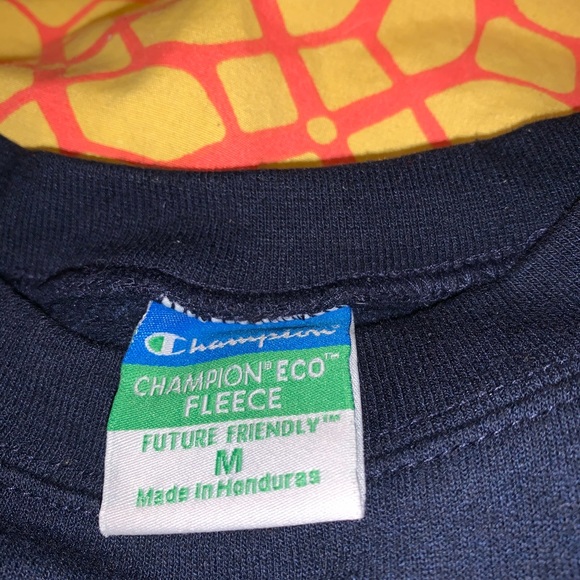 Champion
CHAMPION® ECO™
FLEECE
FUTURE FRIENDLY™
M
Made in Honduras